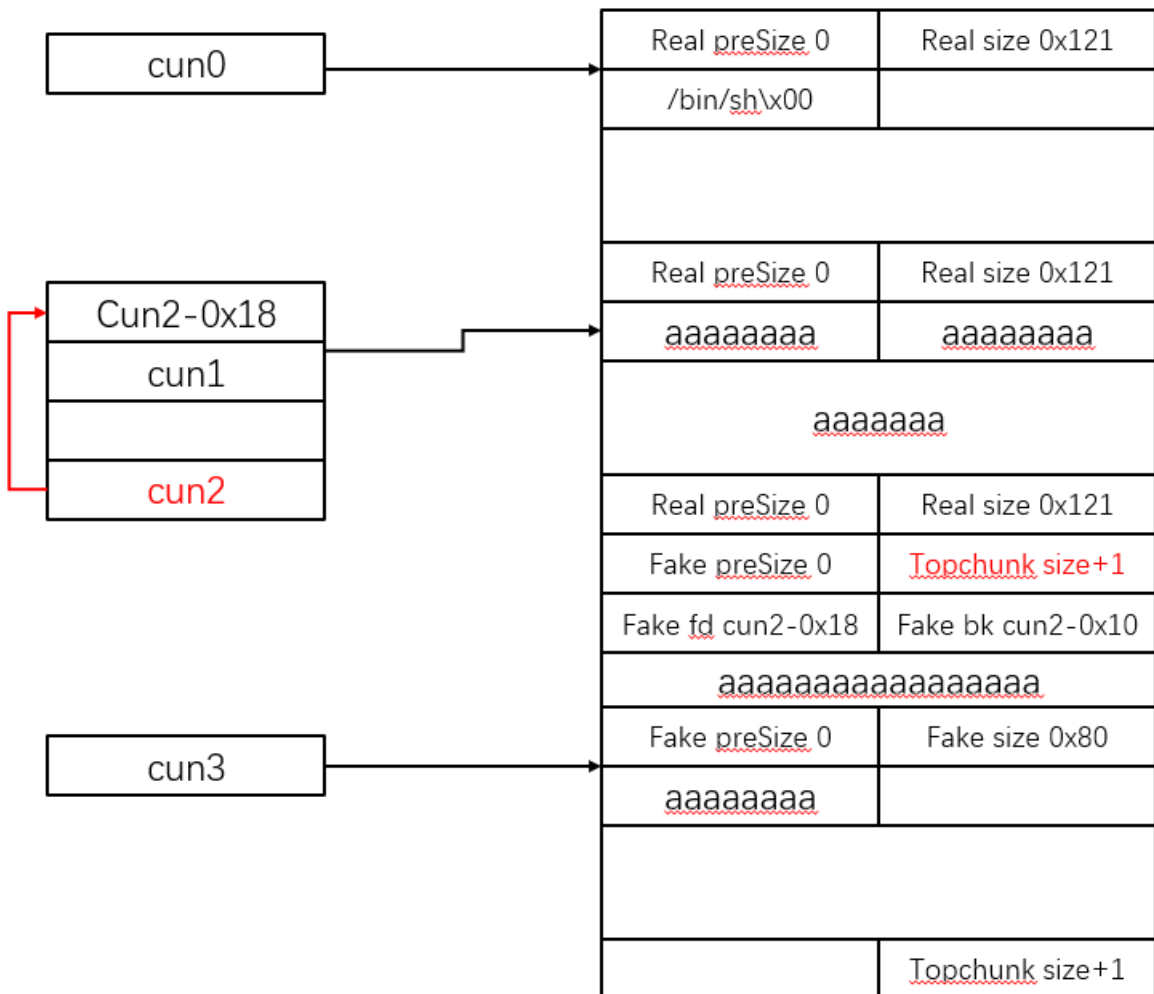 cun0
Real preSize 0 Real size 0x121
/bin/sh\x00
Cun2-0x18
cun1
cun2
Real preSize 0 Real size 0x121
aaaaaaaa aaaaaaaa
aaaaaaa
Real preSize 0 Real size 0x121
Fake preSize 0 Topchunk size+1
Fake fd cun2-0x18 Fake bk cun2-0x10
aaaaaaaaaaaaaaaaa
cun3
Fake preSize 0 Fake size 0x80
aaaaaaaa
Topchunk size+1